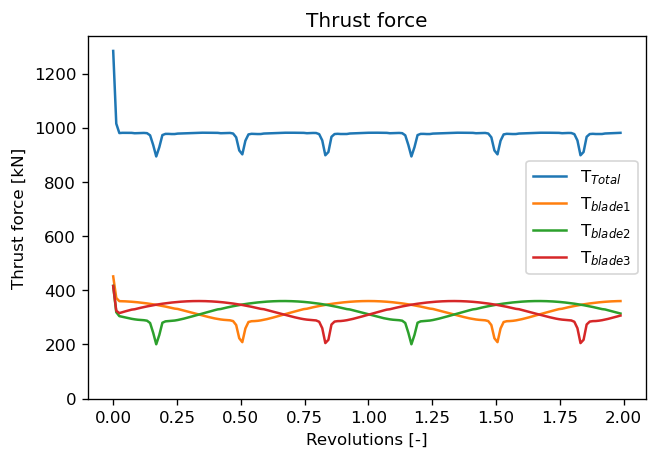 Thrust force
Thrust force [kN]
1200
1000
800
600
400
200
0
T_Total
T_blade1
T_blade2
T_blade3
0.00 0.25 0.50 0.75 1.00 1.25 1.50 1.75 2.00
Revolutions [-]